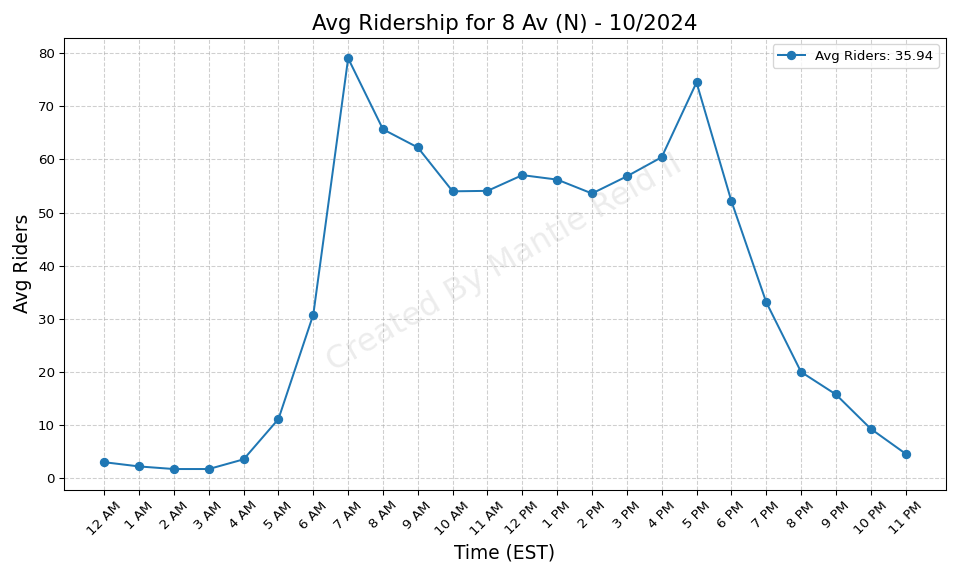 Avg Ridership for 8 Av (N) - 10/2024
Avg Riders: 35.94
Avg Riders
80
70
60
50
40
30
20
10
0
Created By Mantie Reid II
12 AM 1 AM 2 AM 3 AM 4 AM 5 AM 6 AM 7 AM 8 AM 9 AM 10 AM 11 AM 12 PM 1 PM 2 PM 3 PM 4 PM 5 PM 6 PM 7 PM 8 PM 9 PM 10 PM 11 PM
Time (EST)